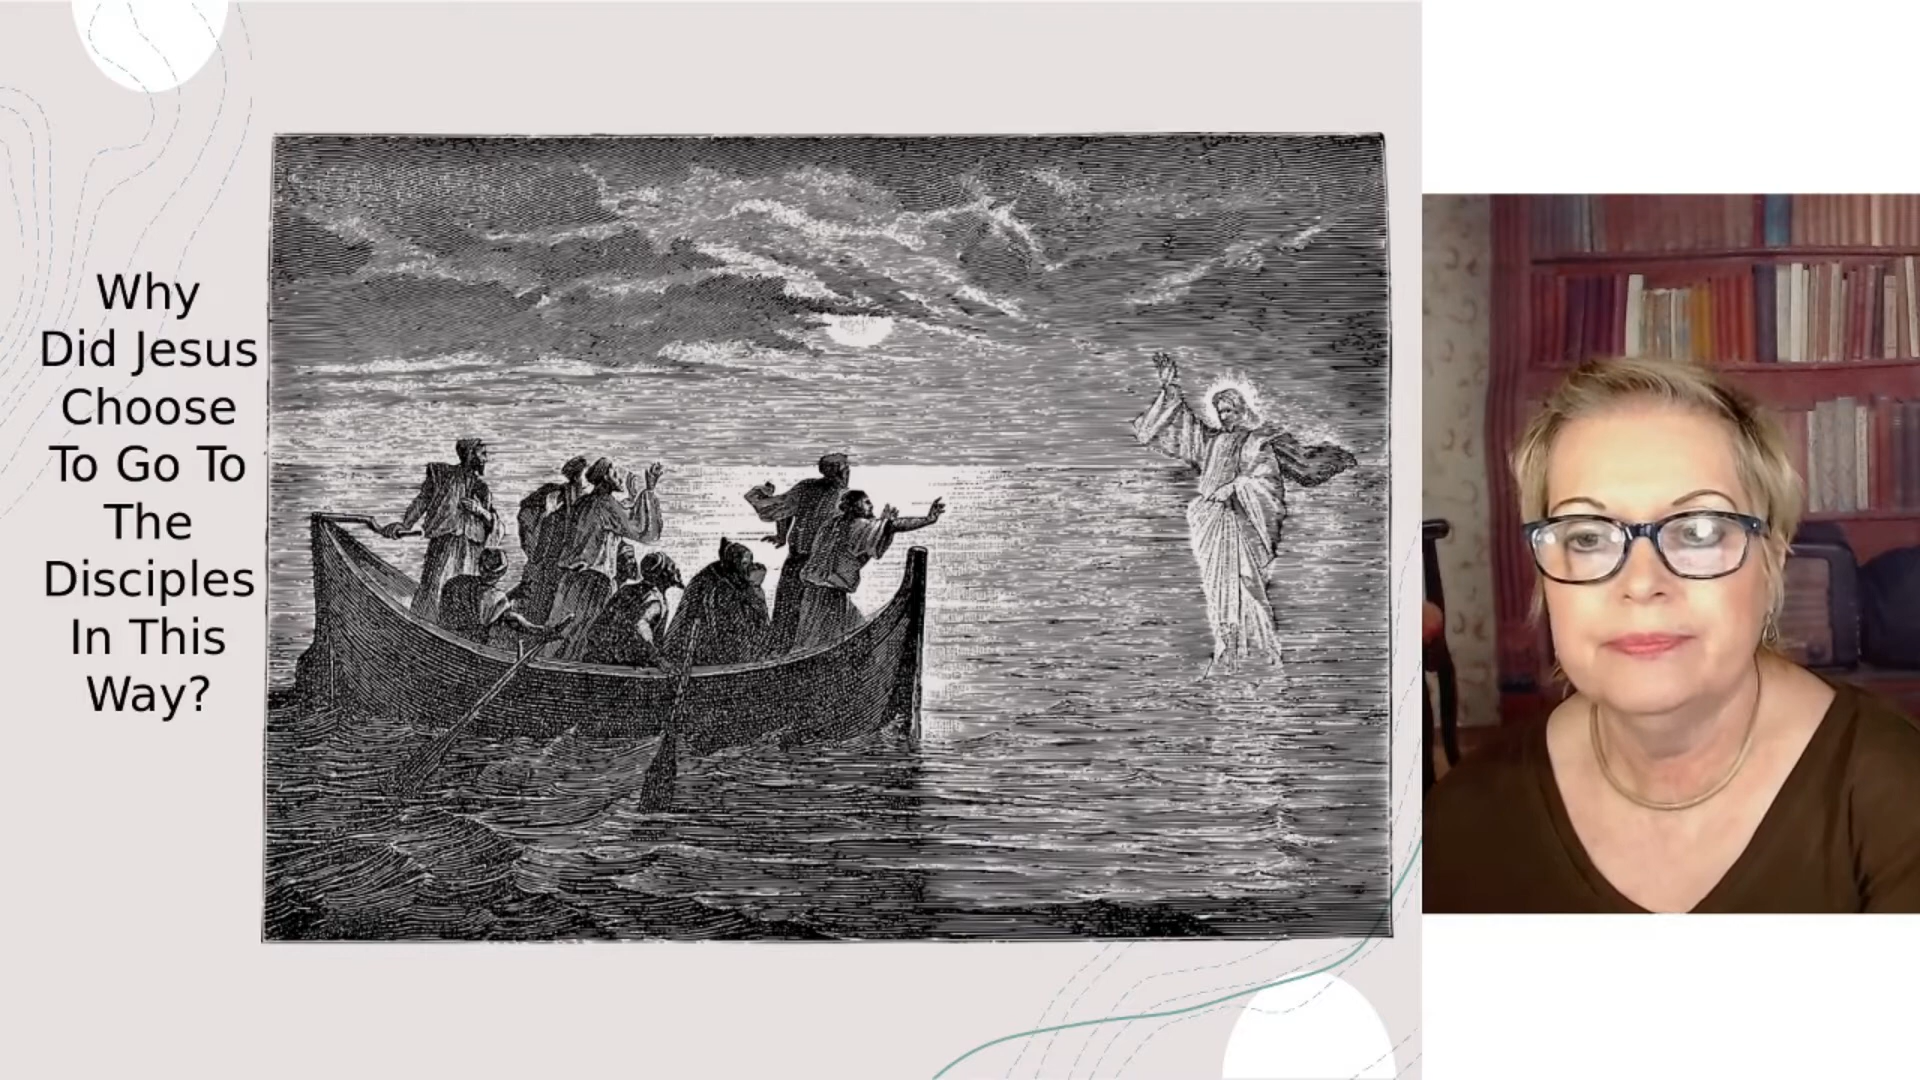 Why
Did Jesus
Choose
To Go To
The
Disciples
In This
Way?